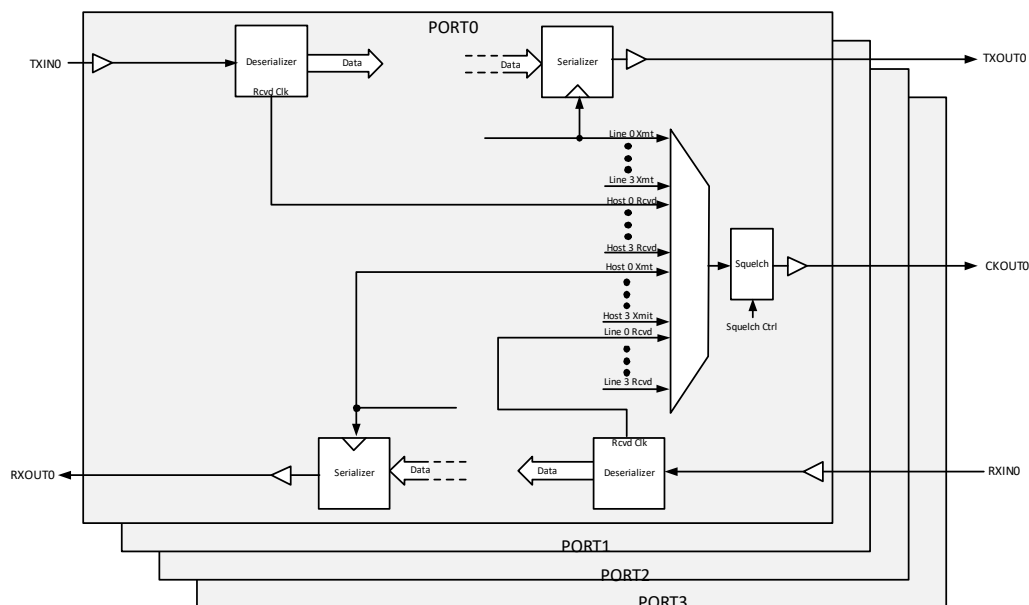 PORT0
TXIN0
Deserializer
Rcvd Clk
Data
Data
Serializer
TXOUT0
Line 0 Xmt
Line 3 Xmt
Host 0 Rcvd
Host 3 Rcvd
Host 0 Xmt
Host 3 Xmit
Line 0 Rcvd
Line 3 Rcvd
Squelch
CKOUT0
Squelch Ctrl
RXOUT0
Serializer
Data
Data
Rcvd Clk
Deserializer
RXIN0
PORT1
PORT2
PORT3